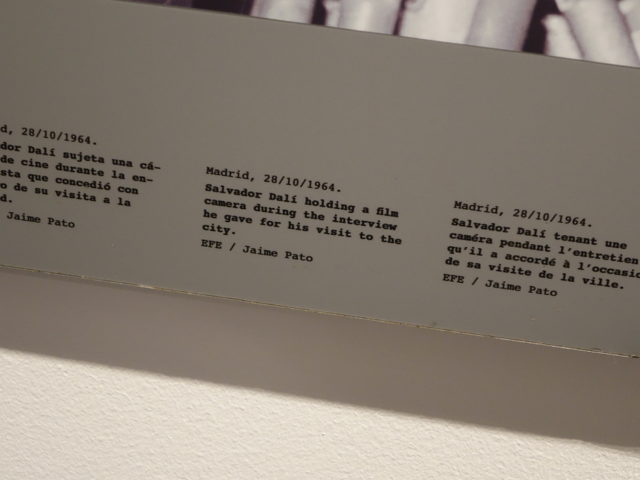 d, 28/10/1964.
dor Dalí sujeta una cá-
de cine durante la en-
sta que concedió con
o de su visita a la
d.
Jaime Pato
Madrid, 28/10/1964.
Salvador Dalí holding a film
camera during the interview
he gave for his visit to the
city.
EFE / Jaime Pato
Madrid, 28/10/1964.
Salvador Dalí tenant une
caméra pendant l'entretien
qu'il a accordé à l'occasio
de sa visite de la ville.
EFE / Jaime Pato